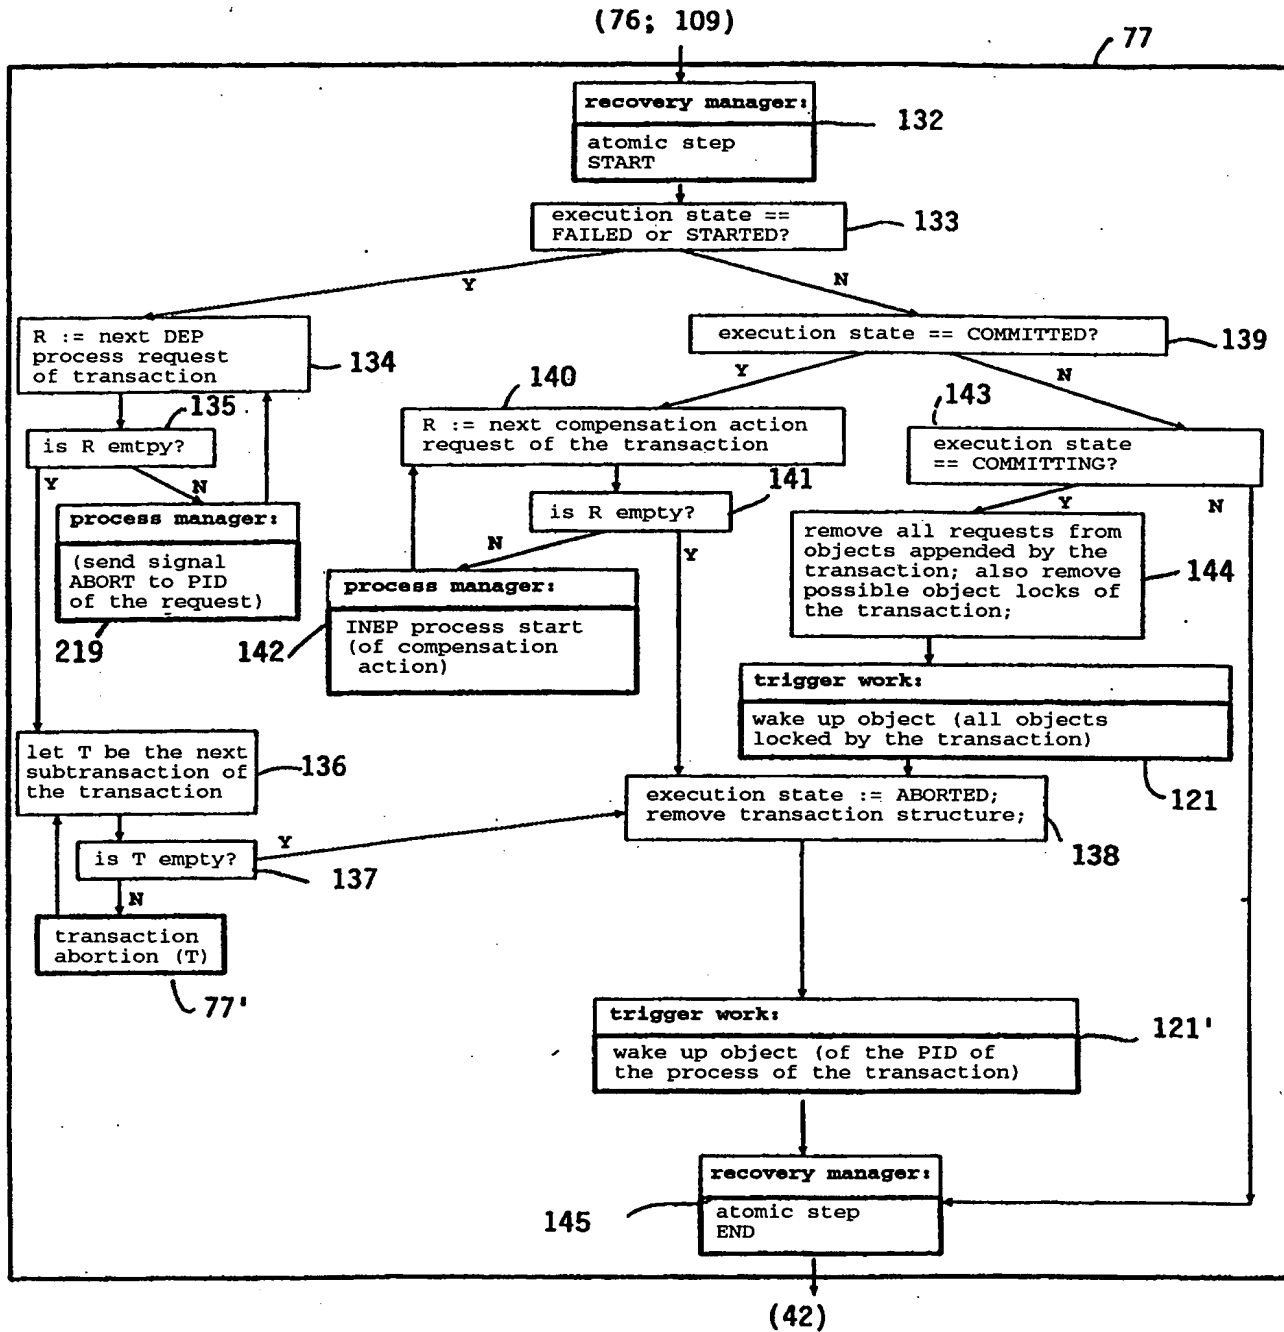 (76; 109)
77
recovery manager:
132
atomic step
START
execution state ==
FAILED or STARTED?
133
Y
N
R := next DEP
process request
of transaction
134
execution state == COMMITTED?
139
Y
N
135
is R emtpy?
Y
N
140
R := next compensation action
request of the transaction
143
execution state
== COMMITTING?
Y
N
141
is R empty?
N
Y
process manager:
(send signal
ABORT to PID
of the request)
219
process manager:
INEP process start
(of compensation
action)
142
remove all requests from
objects appended by the
transaction; also remove
possible object locks of
the transaction;
144
trigger work:
wake up object (all objects
locked by the transaction)
121
let T be the next
subtransaction of
the transaction
136
execution state := ABORTED;
remove transaction structure;
138
is T empty?
Y
137
N
transaction
abortion (T)
77'
trigger work:
121'
wake up object (of the PID of
the process of the transaction)
recovery manager:
145
atomic step
END
(42)